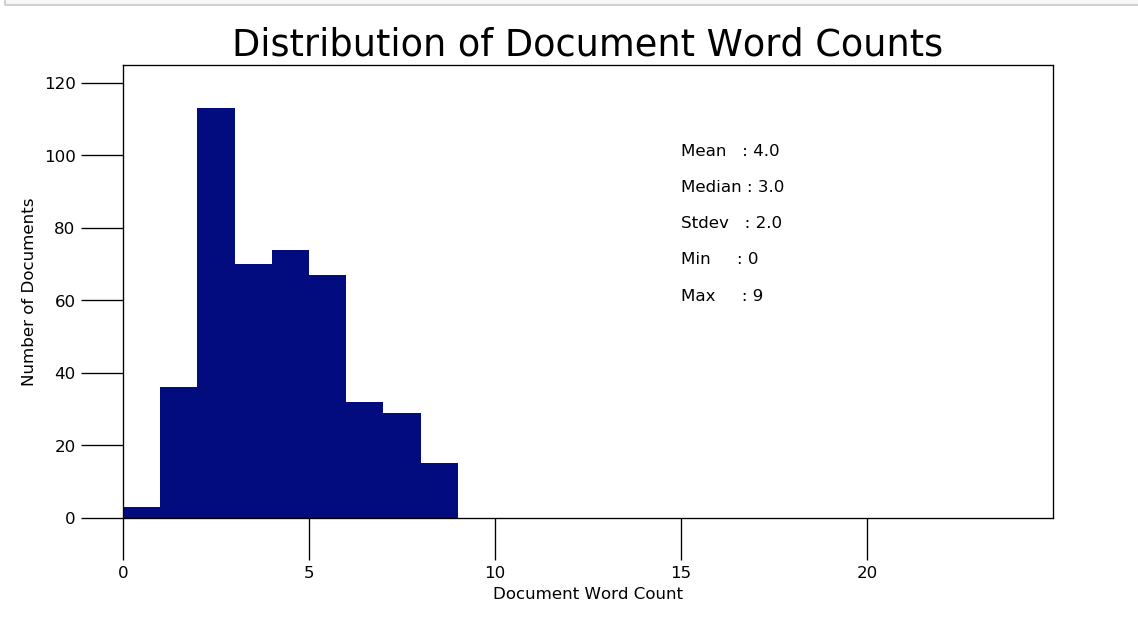 Distribution of Document Word Counts
120
100
80
60
40
20
0
Number of Documents
Mean : 4.0
Median : 3.0
Stdev : 2.0
Min : 0
Max : 9
0 5 10 15 20
Document Word Count